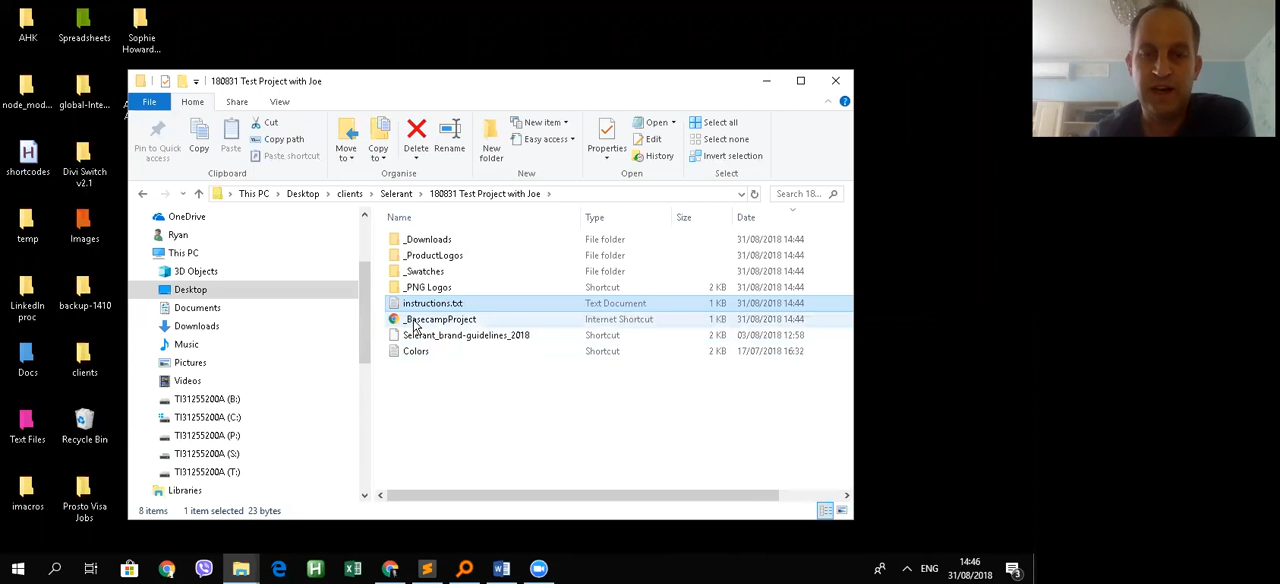 AHK
Spreadsheets
Sophie
Howard...
node_mod...
global-Inte...
shortcodes
Divi Switch
v2.1
temp
Images
LinkedIn
proc
backup-1410
Docs
clients
Text Files
Recycle Bin
imacros
Prosto Visa
Jobs
180831 Test Project with Joe
File
Home
Share
View
Pin to Quick
access
Copy
Paste
Cut
Copy path
Paste shortcut
Clipboard
Move
to
Copy
to
Delete
Rename
Organise
New
folder
New item
Easy access
New
Properties
Open
Edit
History
Open
Select all
Select none
Invert selection
Select
This PC > Desktop > clients > Selerant > 180831 Test Project with Joe >
Search 18...
OneDrive
Ryan
This PC
3D Objects
Desktop
Documents
Downloads
Music
Pictures
Videos
TI31255200A (B:)
TI31255200A (C:)
TI31255200A (P:)
TI31255200A (S:)
TI31255200A (T:)
Libraries
Name Type Size Date
_Downloads File folder 31/08/2018 14:44
_ProductLogos File folder 31/08/2018 14:44
_Swatches File folder 31/08/2018 14:44
_PNG Logos Shortcut 2 KB 31/08/2018 14:44
instructions.txt Text Document 1 KB 31/08/2018 14:44
_BasecampProject Internet Shortcut 1 KB 31/08/2018 14:44
Selerant_brand-guidelines_2018 Shortcut 2 KB 03/08/2018 12:58
Colors Shortcut 2 KB 17/07/2018 16:32
8 items 1 item selected 23 bytes
ENG
14:46
31/08/2018
3